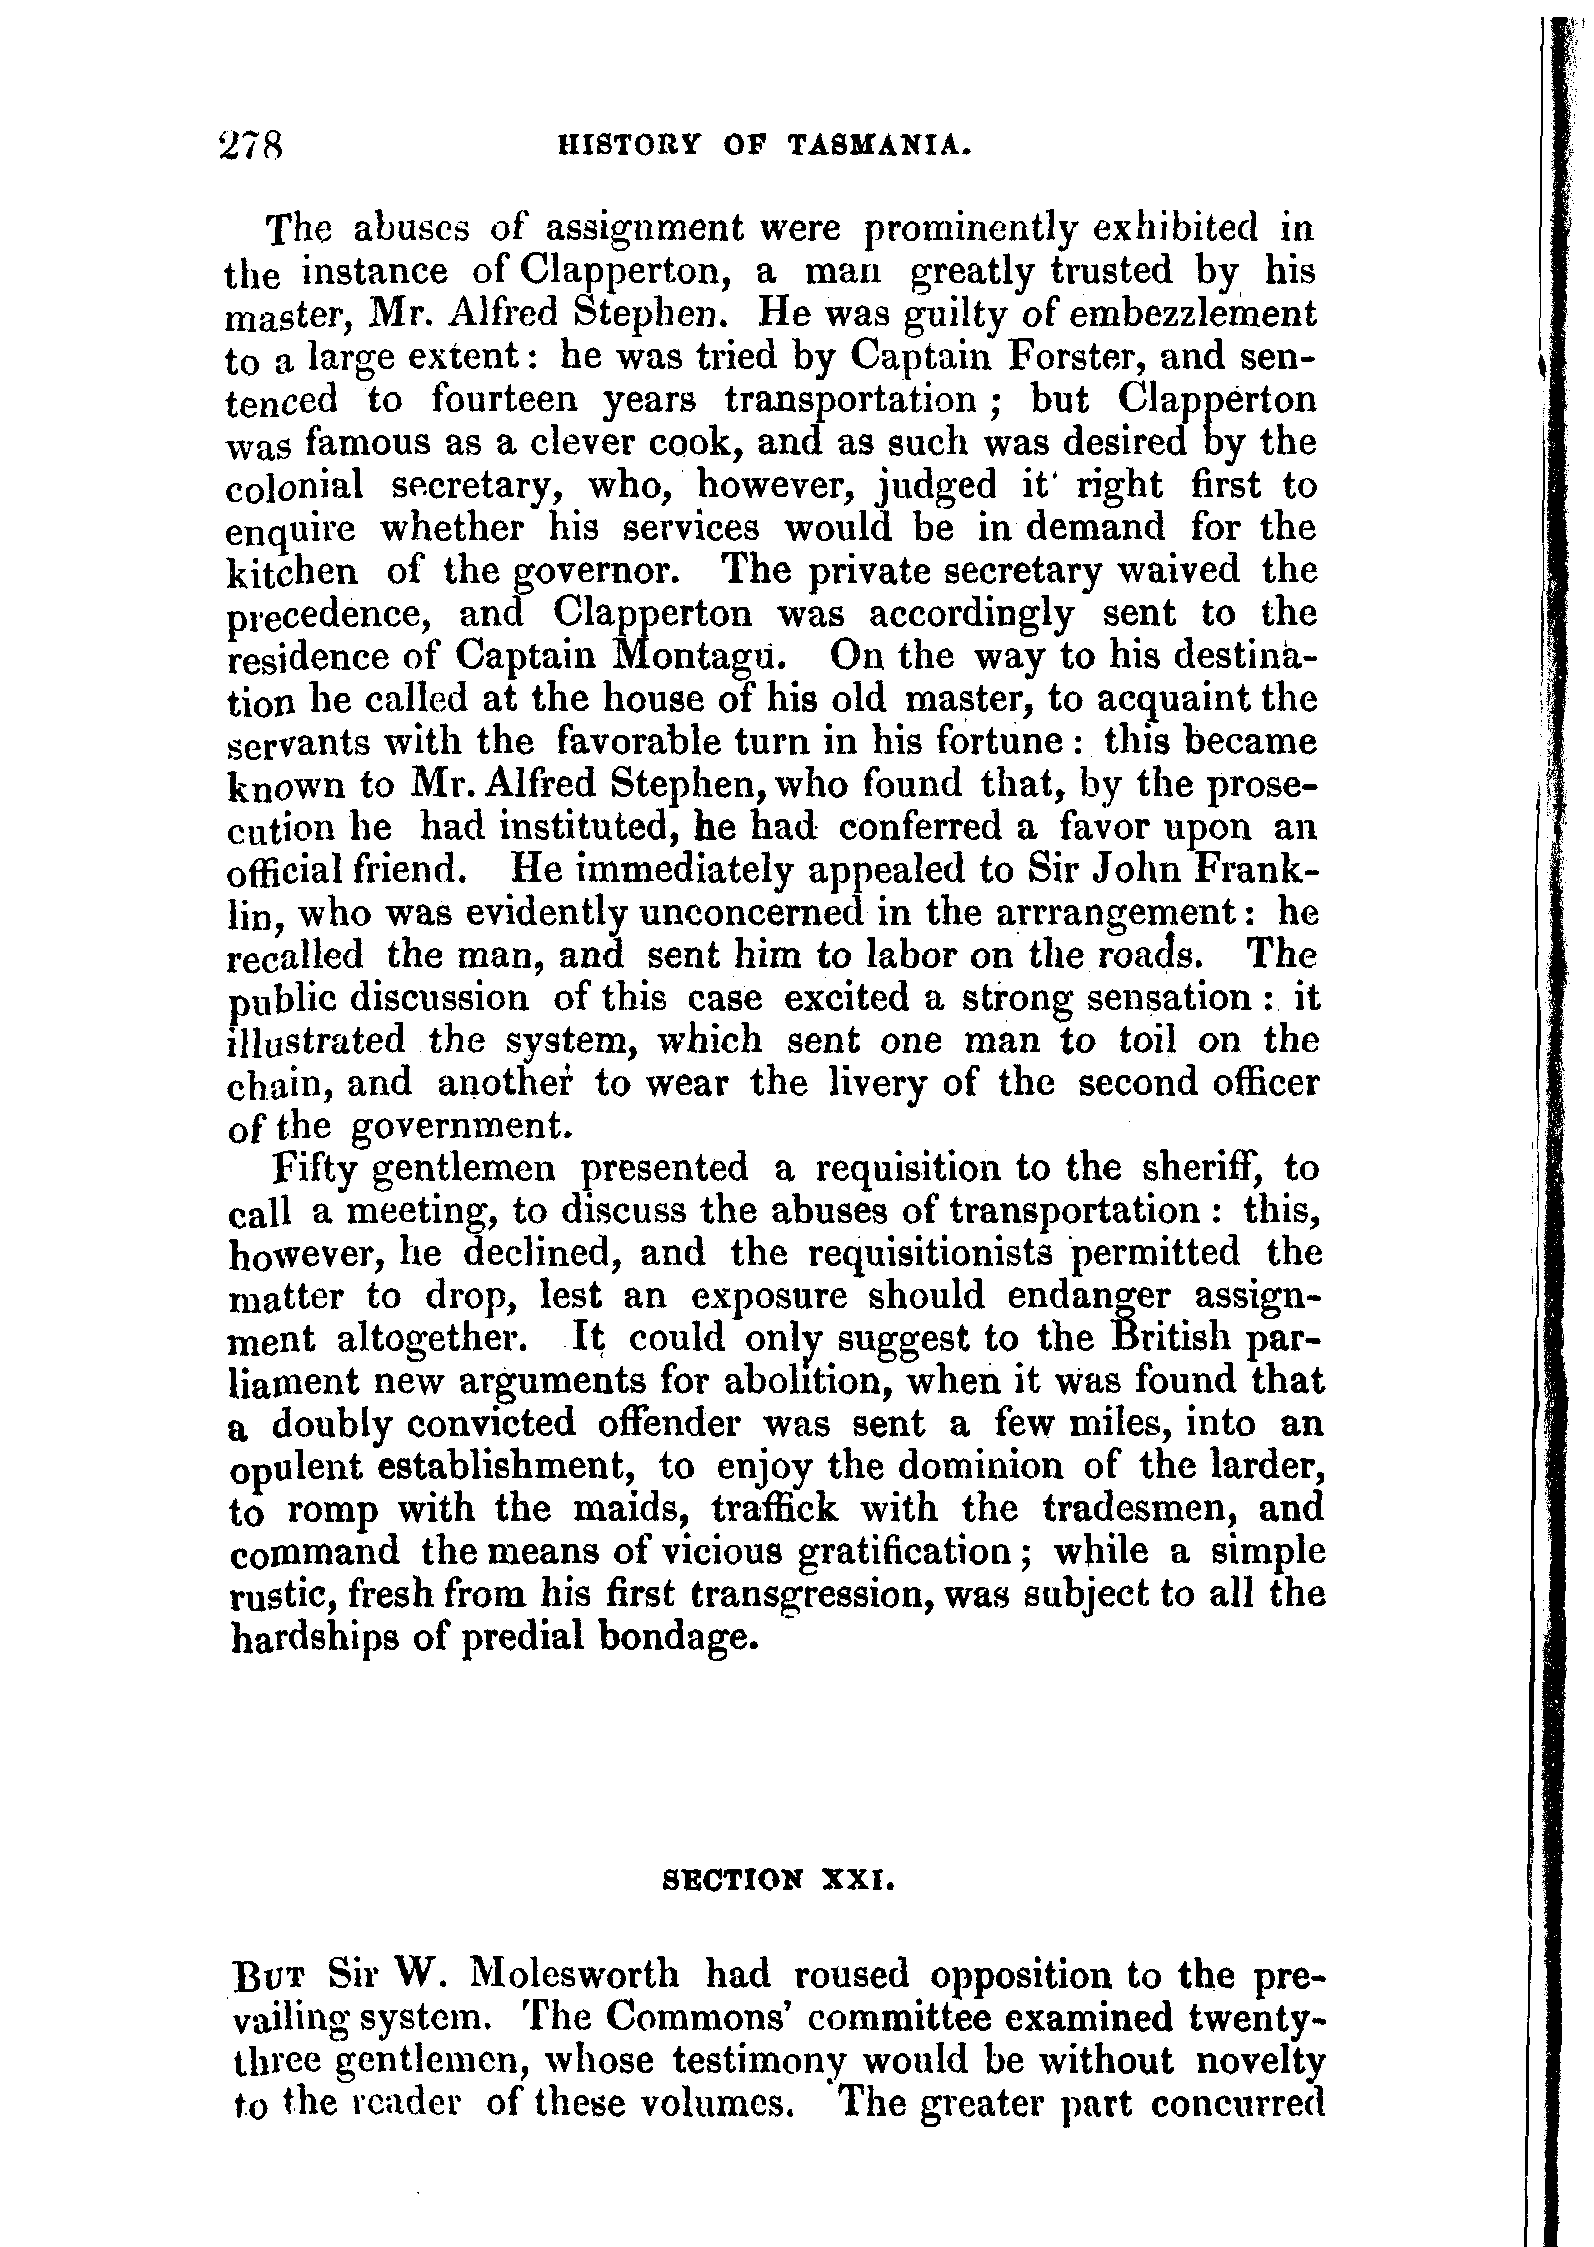 278 HISTORY OF TASMANIA.
The abuses of assignment were prominently exhibited in
the instance of Clapperton, a man greatly trusted by his
master, Mr. Alfred Stephen. He was guilty of embezzlement
to a large extent: he was tried by Captain Forster, and sen-
tenced to fourteen years transportation; but Clapperton
was famous as a clever cook, and as such was desired by the
colonial secretary, who, however, judged it right first to
enquire whether his services would be in demand for the
kitchen of the governor. The private secretary waived the
precedence, and Clapperton was accordingly sent to the
residence of Captain Montagu. On the way to his destina-
tion he called at the house of his old master, to acquaint the
servants with the favorable turn in his fortune: this became
known to Mr. Alfred Stephen, who found that, by the prose-
cution he had instituted, he had conferred a favor upon an
official friend. He immediately appealed to Sir John Frank-
lin, who was evidently unconcerned in the arrrangement: he
recalled the man, and sent him to labor on the roads. The
public discussion of this case excited a strong sensation: it
illustrated the system, which sent one man to toil on the
chain, and another to wear the livery of the second officer
of the government.
Fifty gentlemen presented a requisition to the sheriff, to
call a meeting, to discuss the abuses of transportation: this,
however, he declined, and the requisitionists permitted the
matter to drop, lest an exposure should endanger assign-
ment altogether. It could only suggest to the British par-
liament new arguments for abolition, when it was found that
a doubly convicted offender was sent a few miles, into an
opulent establishment, to enjoy the dominion of the larder,
to romp with the maids, traffick with the tradesmen, and
command the means of vicious gratification; while a simple
rustic, fresh from his first transgression, was subject to all the
hardships of predial bondage.
SECTION XXI.
BUT Sir W. Molesworth had roused opposition to the pre-
vailing system. The Commons' committee examined twenty-
three gentlemen, whose testimony would be without novelty
to the reader of these volumes. The greater part concurred